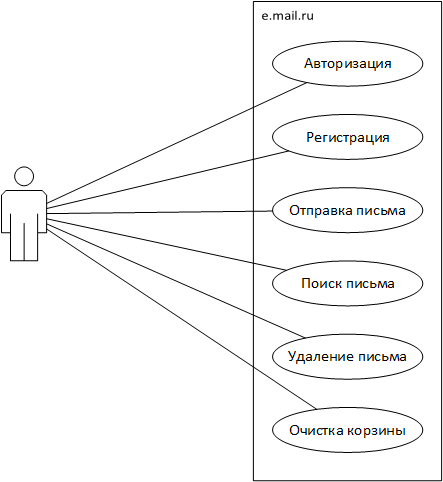 e.mail.ru
Авторизация
Регистрация
Отправка письма
Поиск письма
Удаление письма
Очистка корзины